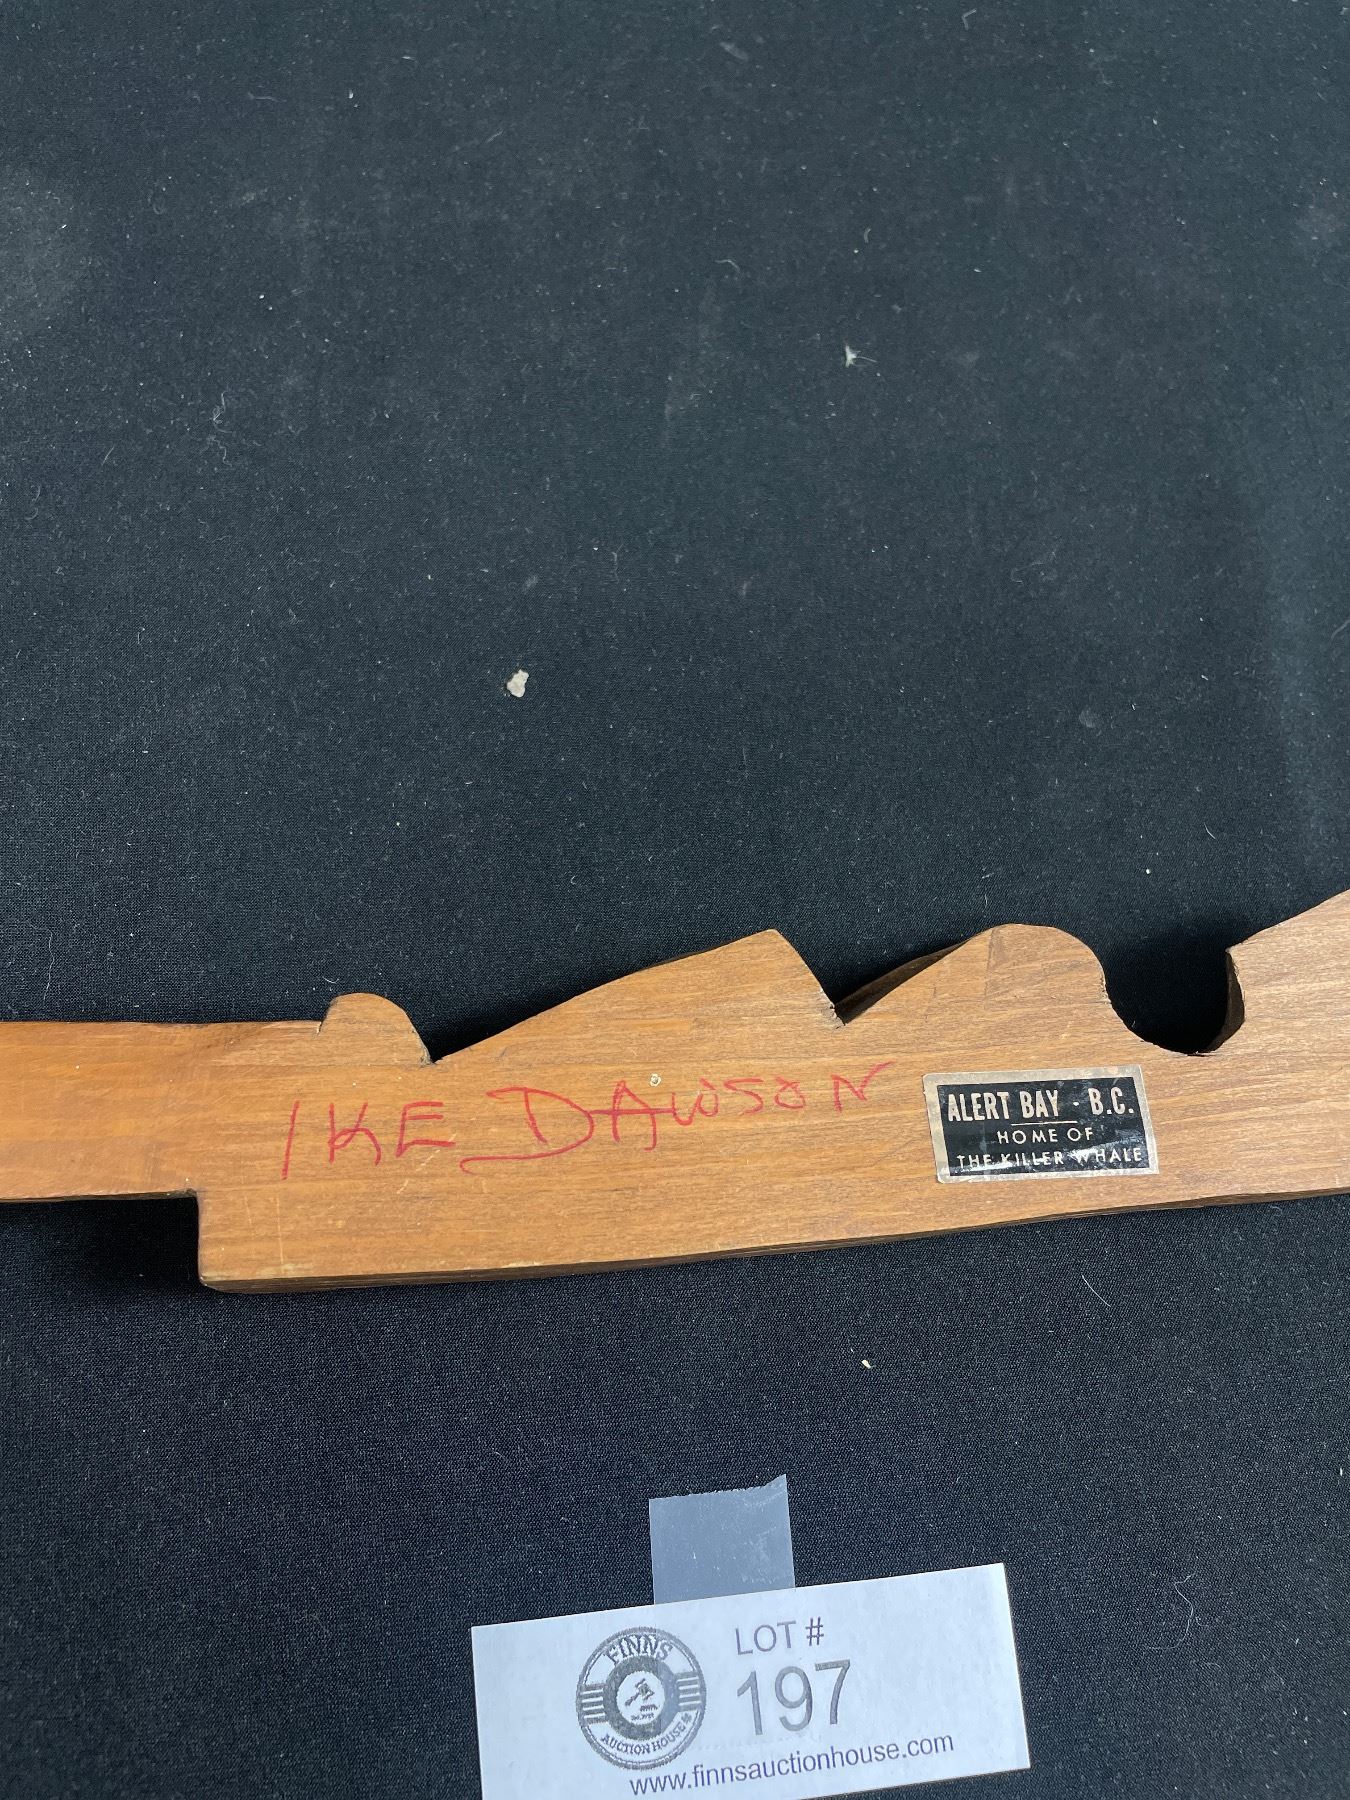 IKE DAWSON
ALERT BAY - B.C.
HOME OF
THE KILLER WHALE
FINNS
AUCTION HOUSE
LOT #
197
www.finnsauctionhouse.com